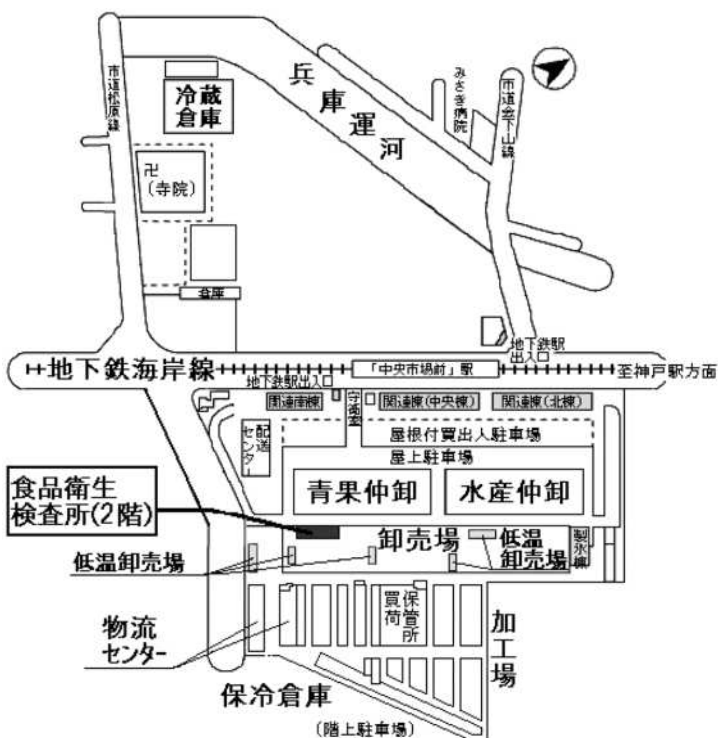 兵庫運河
みさき病院
市道金下山線
市道松原線
冷蔵
倉庫
卍
(寺院)
倉庫
地下鉄駅
出入口
地下鉄海岸線
「中央市場前」駅
至神戸駅方面
地下鉄駅出入口
関連南棟
守衛室
関連棟(中央棟)
関連棟(北棟)
配送
センター
屋根付買出人駐車場
屋上駐車場
青果仲卸
水産仲卸
食品衛生
検査所(2階)
卸売場
低温
卸売場
製氷棟
低温卸売場
買荷
保管所
物流
センター
加工場
保冷倉庫
(階上駐車場)